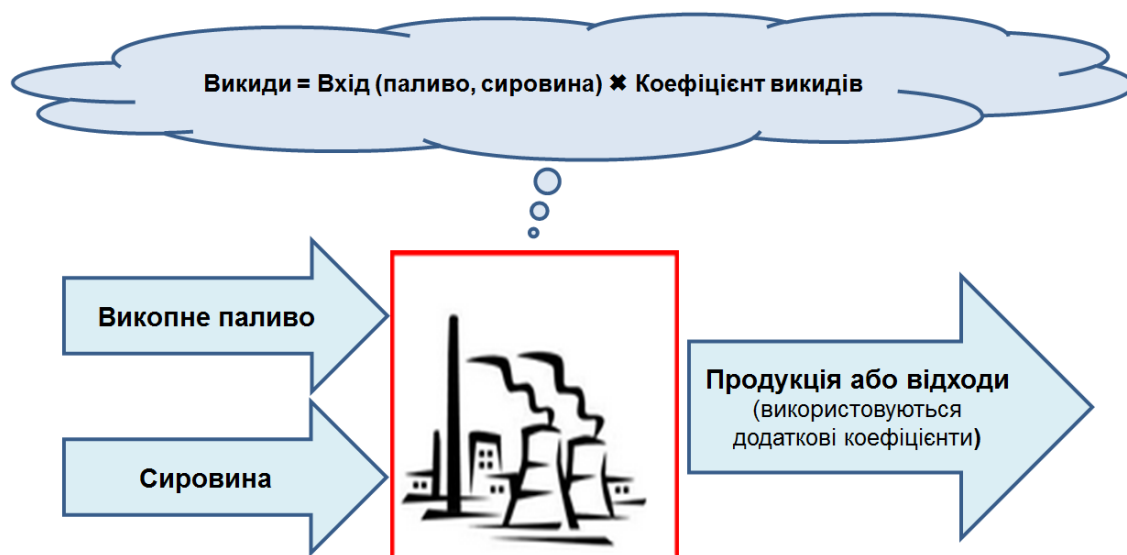 Викиди = Вхід (паливо, сировина) ✖ Коефіцієнт викидів
Викопне паливо
Сировина
Продукція або відходи
(використовуються
додаткові коефіцієнти)